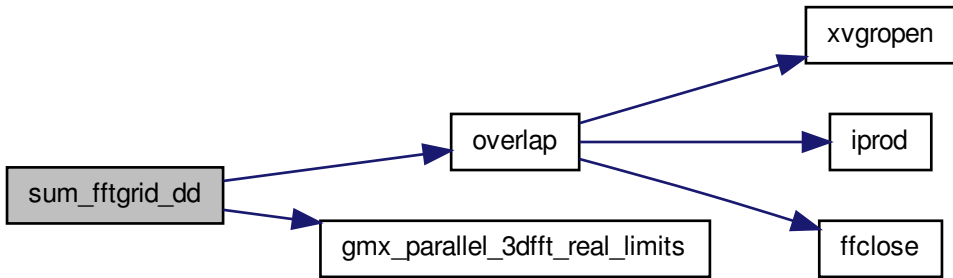 xvgropen
overlap
iprod
sum_fftgrid_dd
gmx_parallel_3dfft_real_limits
ffclose